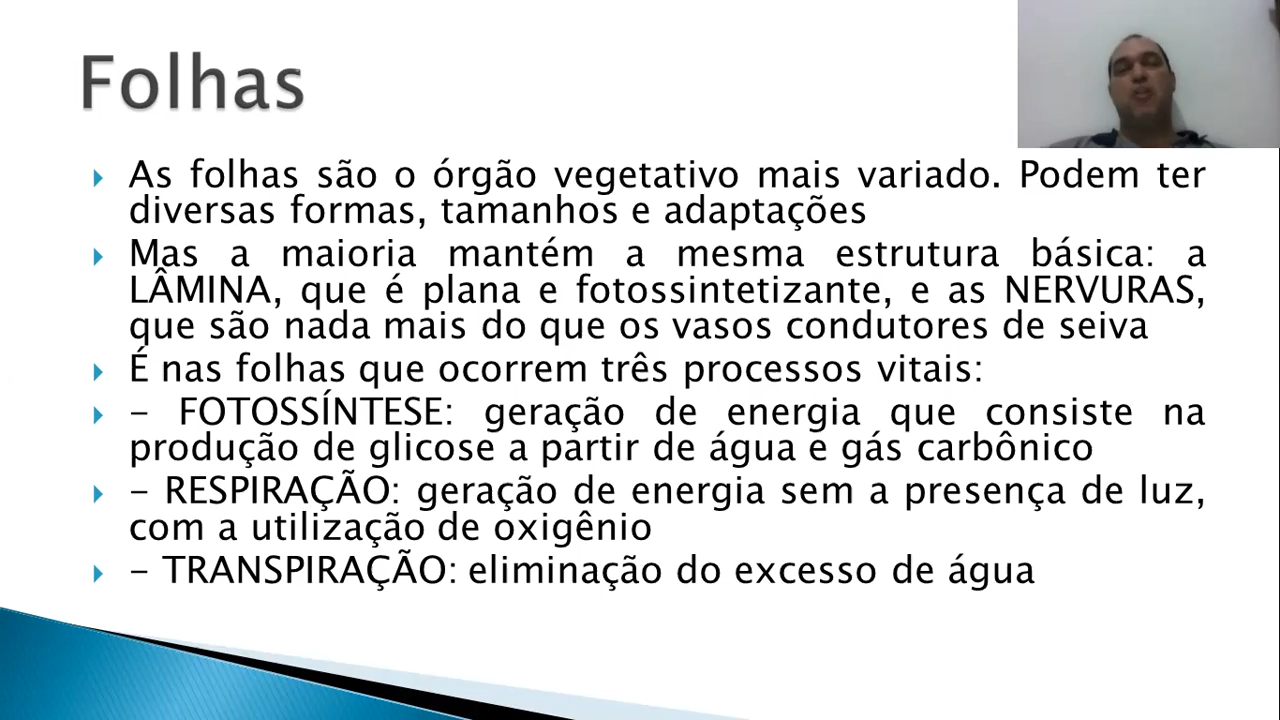 Folhas
As folhas são o órgão vegetativo mais variado. Podem ter
diversas formas, tamanhos e adaptações
Mas a maioria mantém a mesma estrutura básica: a
LÂMINA, que é plana e fotossintetizante, e as NERVURAS,
que são nada mais do que os vasos condutores de seiva
É nas folhas que ocorrem três processos vitais:
- FOTOSSÍNTESE: geração de energia que consiste na
produção de glicose a partir de água e gás carbônico
- RESPIRAÇÃO: geração de energia sem a presença de luz,
com a utilização de oxigênio
- TRANSPIRAÇÃO: eliminação do excesso de água